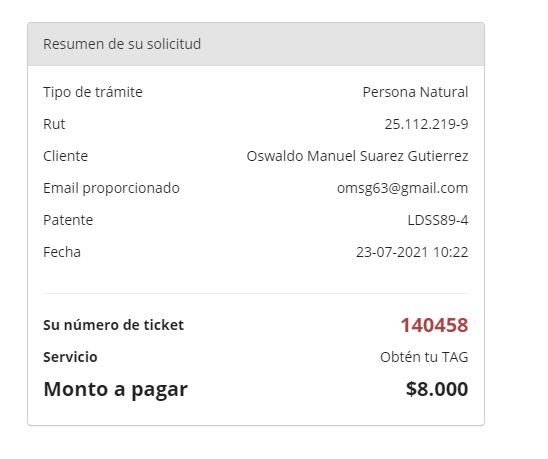 Resumen de su solicitud
Tipo de trámite Persona Natural
Rut 25.112.219-9
Cliente Oswaldo Manuel Suarez Gutierrez
Email proporcionado omsg63@gmail.com
Patente LDSS89-4
Fecha 23-07-2021 10:22
Su número de ticket 140458
Servicio Obtén tu TAG
Monto a pagar $8.000